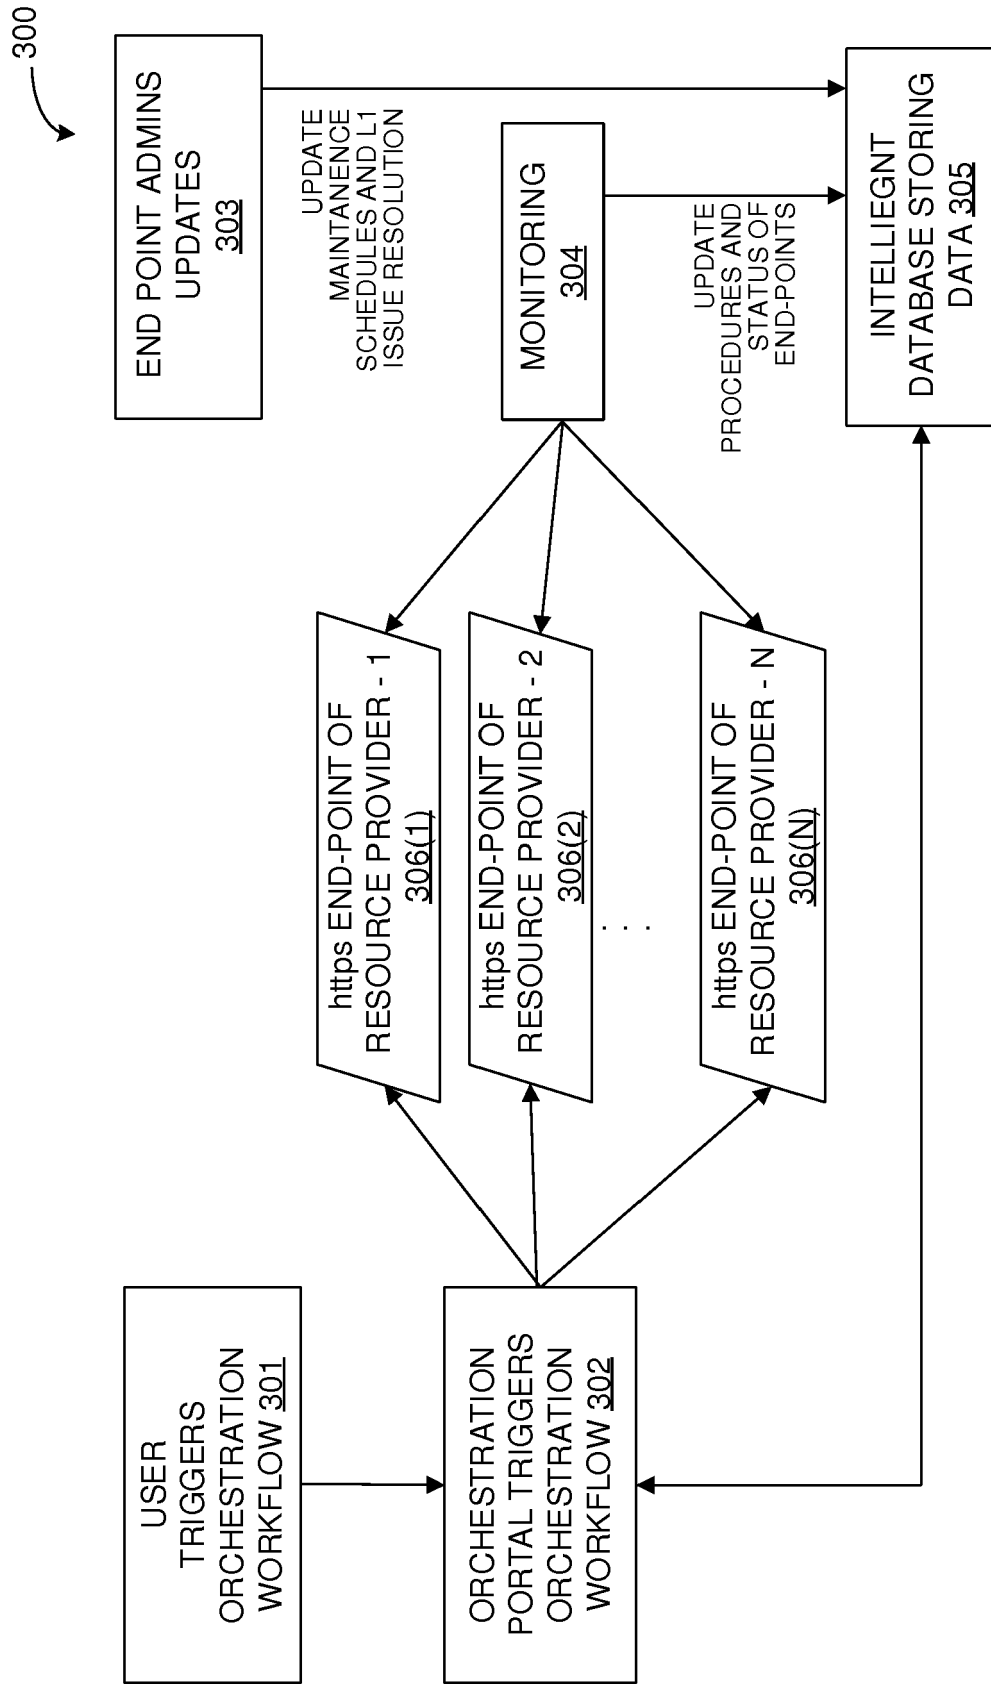 300
USER
TRIGGERS
ORCHESTRATION
WORKFLOW 301
ORCHESTRATION
PORTAL TRIGGERS
ORCHESTRATION
WORKFLOW 302
https END-POINT OF
RESOURCE PROVIDER - 1
306(1)
https END-POINT OF
RESOURCE PROVIDER - 2
306(2)
. . .
https END-POINT OF
RESOURCE PROVIDER - N
306(N)
END POINT ADMINS
UPDATES
303
UPDATE
MAINTANENCE
SCHEDULES AND L1
ISSUE RESOLUTION
MONITORING
304
UPDATE
PROCEDURES AND
STATUS OF
END-POINTS
INTELLIEGNT
DATABASE STORING
DATA 305